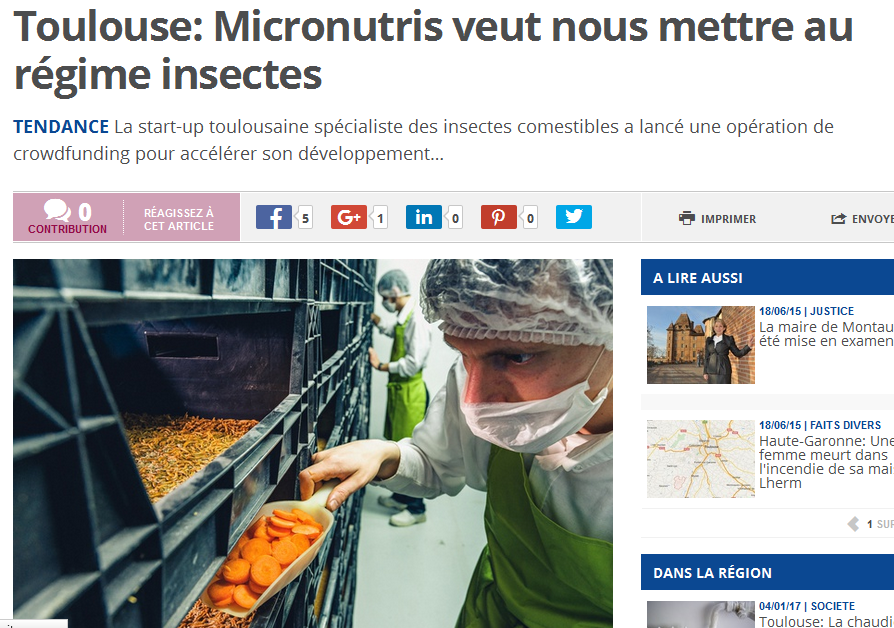 Toulouse: Micronutris veut nous mettre au
régime insectes
TENDANCE La start-up toulousaine spécialiste des insectes comestibles a lancé une opération de
crowdfunding pour accélérer son développement...
0
CONTRIBUTION
RÉAGISSEZ À
CET ARTICLE
5
G+ 1
in 0
0
IMPRIMER
ENVOYE
A LIRE AUSSI
18/06/15 | JUSTICE
La maire de Montau
été mise en examen
18/06/15 | FAITS DIVERS
Haute-Garonne: Une
femme meurt dans
l'incendie de sa mai
Lherm
1 SUR
DANS LA RÉGION
04/01/17 | SOCIETE
Toulouse: La chaudi